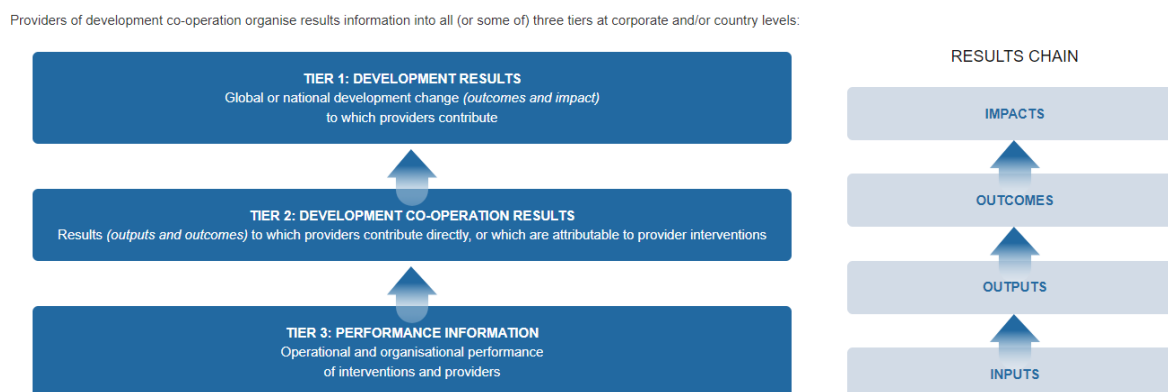 Providers of development co-operation organise results information into all (or some of) three tiers at corporate and/or country levels:
TIER 1: DEVELOPMENT RESULTS
Global or national development change (outcomes and impact)
to which providers contribute
TIER 2: DEVELOPMENT CO-OPERATION RESULTS
Results (outputs and outcomes) to which providers contribute directly, or which are attributable to provider interventions
TIER 3: PERFORMANCE INFORMATION
Operational and organisational performance
of interventions and providers
RESULTS CHAIN
IMPACTS
OUTCOMES
OUTPUTS
INPUTS